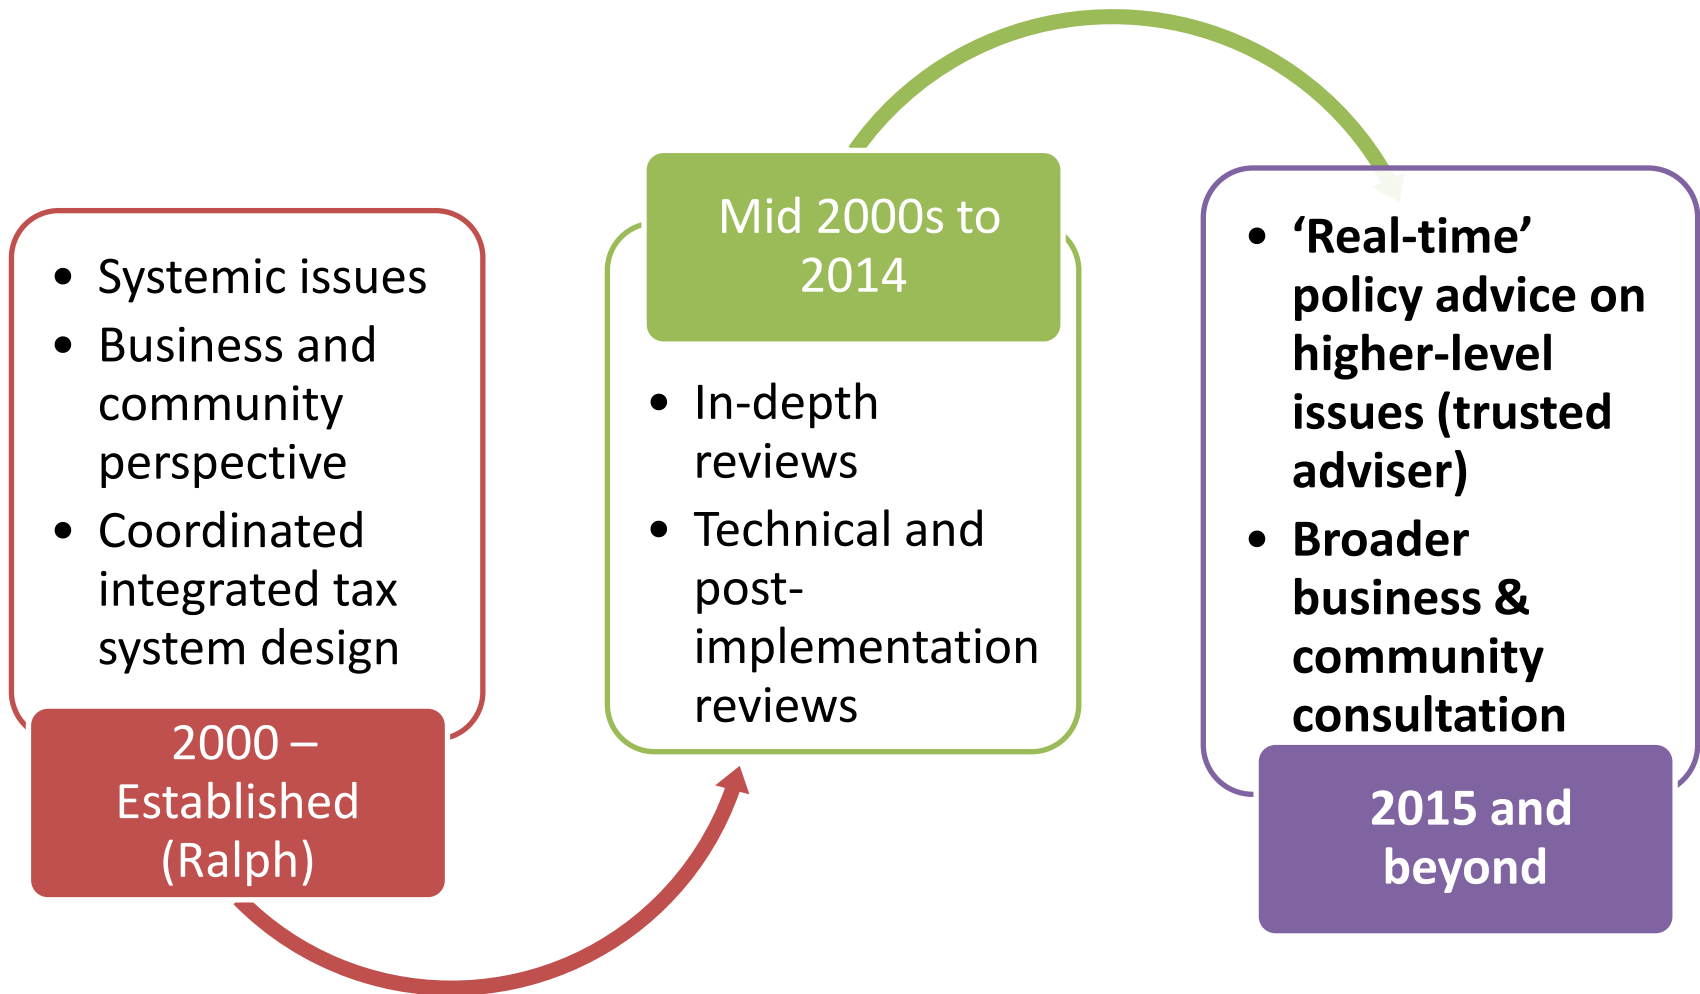 • Systemic issues
• Business and
community
perspective
• Coordinated
integrated tax
system design
2000 –
Established
(Ralph)
Mid 2000s to
2014
• In-depth
reviews
• Technical and
post-
implementation
reviews
• ‘Real-time’
policy advice on
higher-level
issues (trusted
adviser)
• Broader
business &
community
consultation
2015 and
beyond